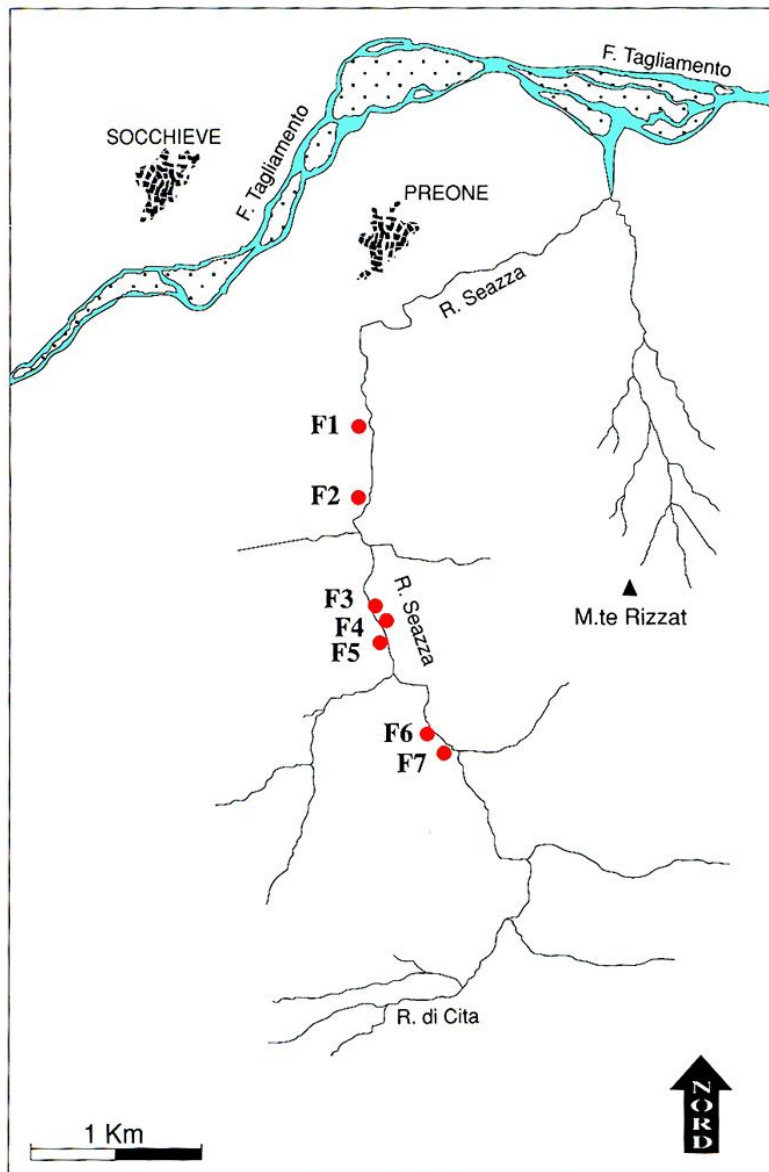 F. Tagliamento
SOCCHIEVE
F. Tagliamento
PREONE
R. Seazza
F1
F2
F3
R. Seazza
F4
F5
M.te Rizzat
F6
F7
R. di Cita
1 Km
NORD